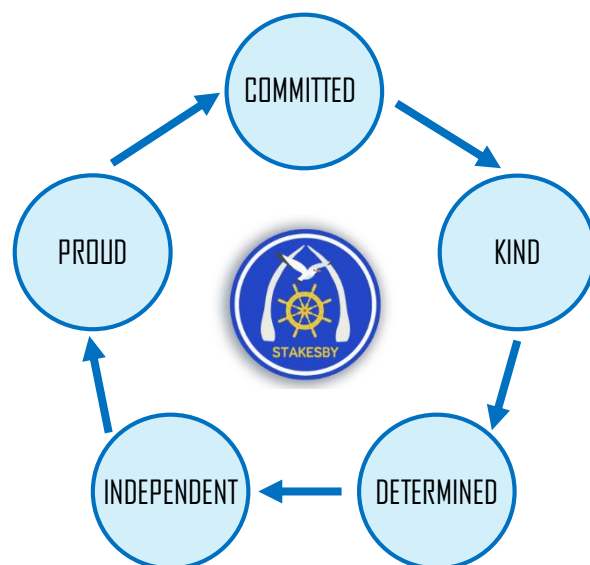 COMMITTED
KIND
DETERMINED
INDEPENDENT
PROUD
STAKESBY